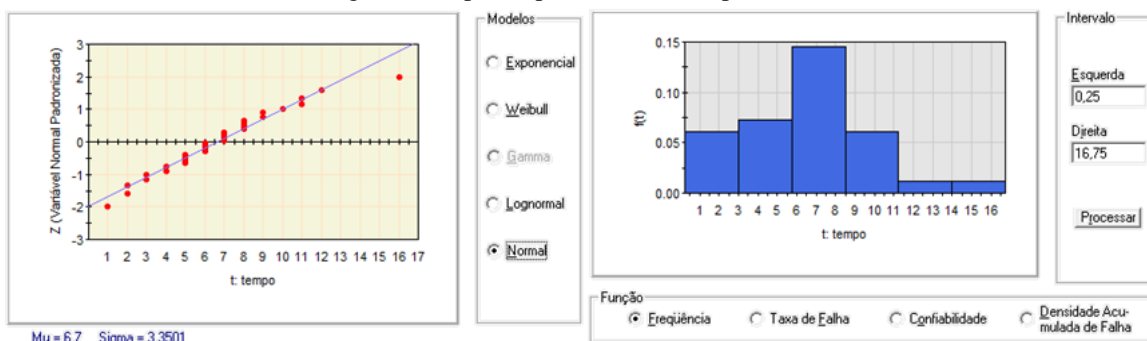 Modelos
Exponencial
Weibull
Gamma
Lognormal
Normal
Z (Variável Normal Padronizada)
3
2
1
0
-1
-2
-3
1 2 3 4 5 6 7 8 9 10 11 12 13 14 15 16 17
t: tempo
Mu = 6,7 Sigma = 3,3501
f(t)
0.15
0.10
0.05
0.00
1 2 3 4 5 6 7 8 9 10 11 12 13 14 15 16
t: tempo
Intervalo
Esquerda
0,25
Djreita
16,75
Processar
Função
Freqüência
Taxa de Falha
Confiabilidade
Densidade Acu-
mulada de Falha